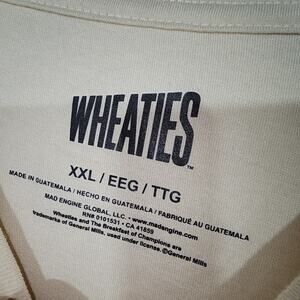 WHEATIES™
XXL / EEG / TTG
MADE IN GUATEMALA / HECHO EN GUATEMALA / FABRIQUÉ AU GUATEMALA
MAD ENGINE GLOBAL, LLC. • www.madengine.com
RN# 0101531 • CA 41859
Wheaties and The Breakfast of Champions are
trademarks of General Mills, used under license. ©General Mills